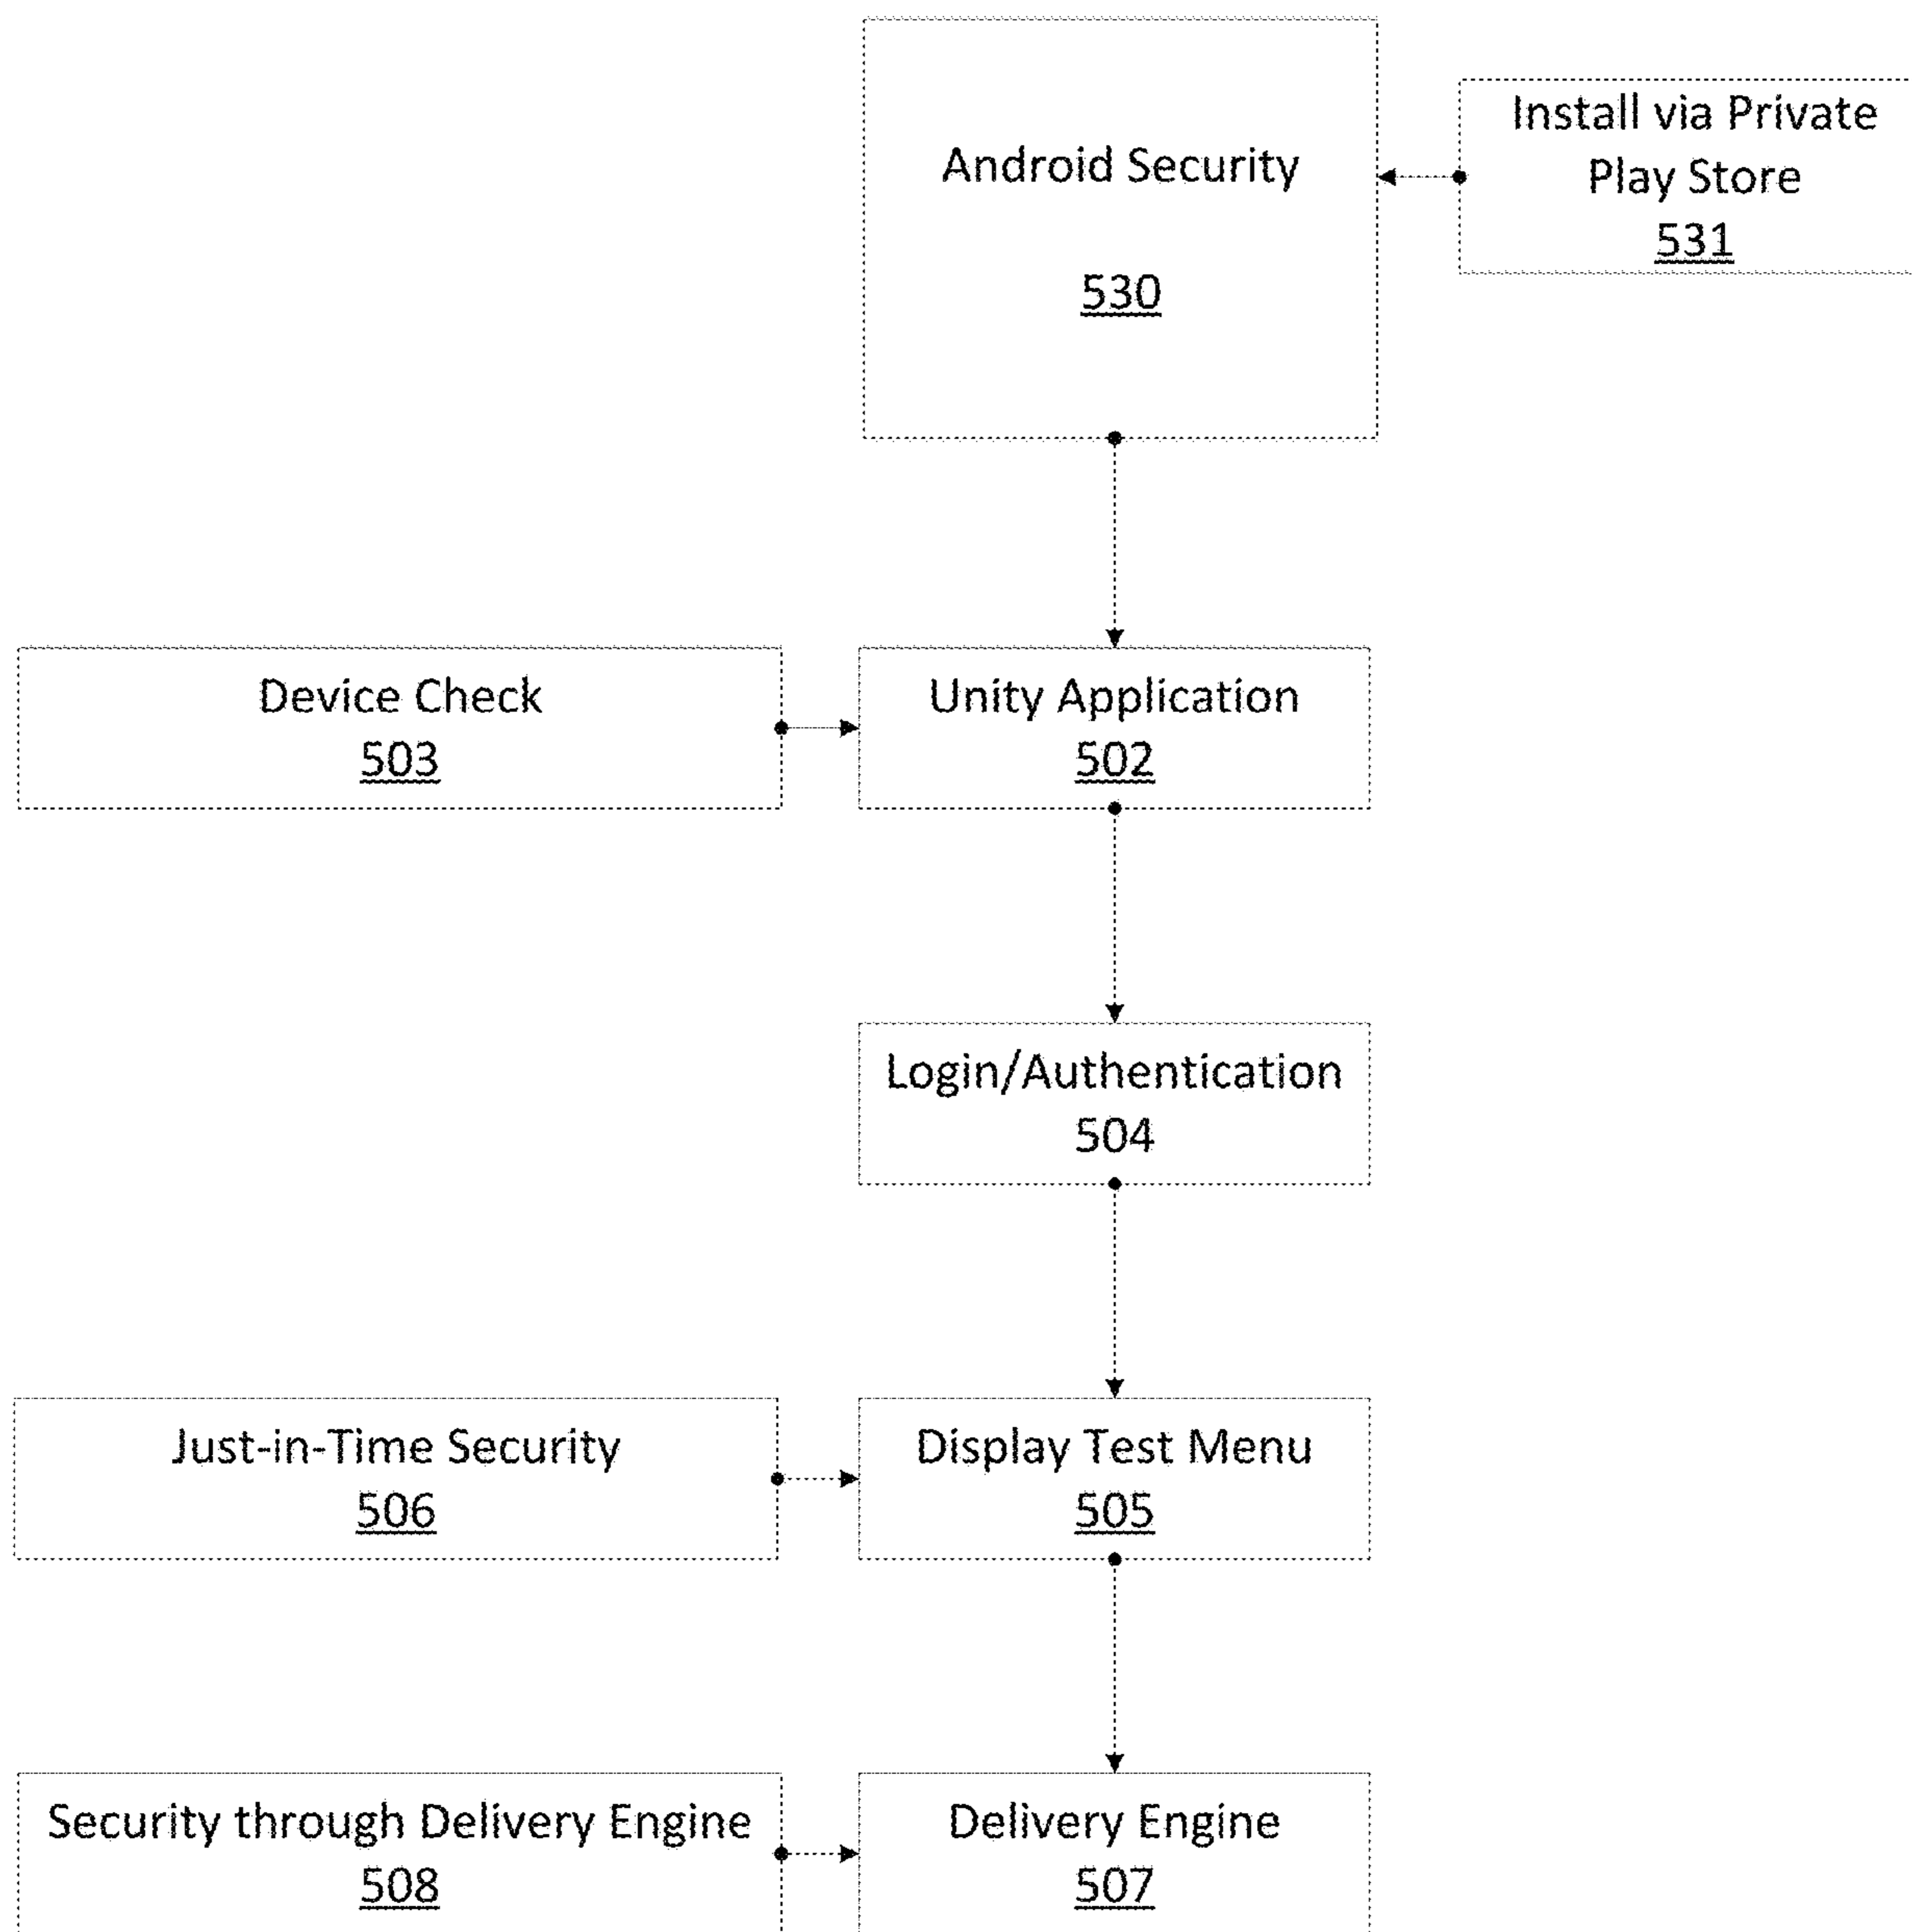 Android Security
530
Install via Private
Play Store
531
Device Check
503
Unity Application
502
Login/Authentication
504
Just-in-Time Security
506
Display Test Menu
505
Security through Delivery Engine
508
Delivery Engine
507